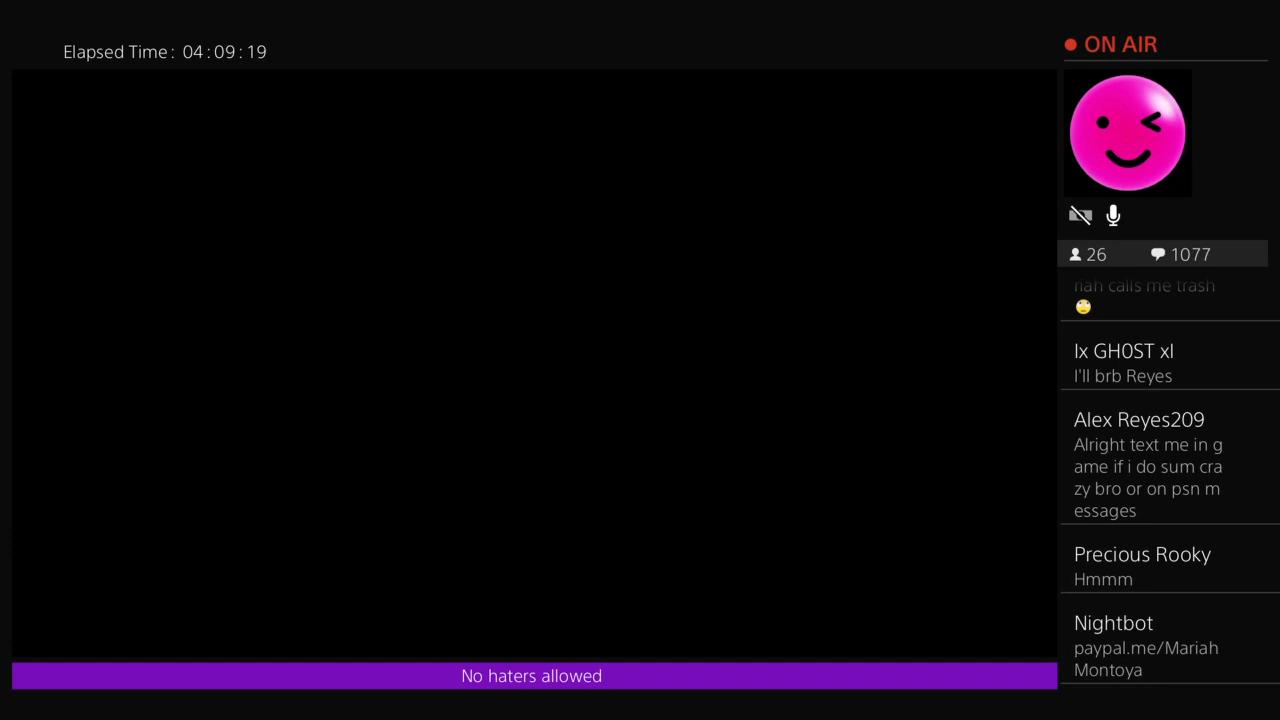 Elapsed Time: 04:09:19
ON AIR
26 1077
calls me trash
Ix GH0ST xI
I'll brb Reyes
Alex Reyes209
Alright text me in g
ame if i do sum cra
zy bro or on psn m
essages
Precious Rooky
Hmmm
Nightbot
paypal.me/Mariah
Montoya
No haters allowed